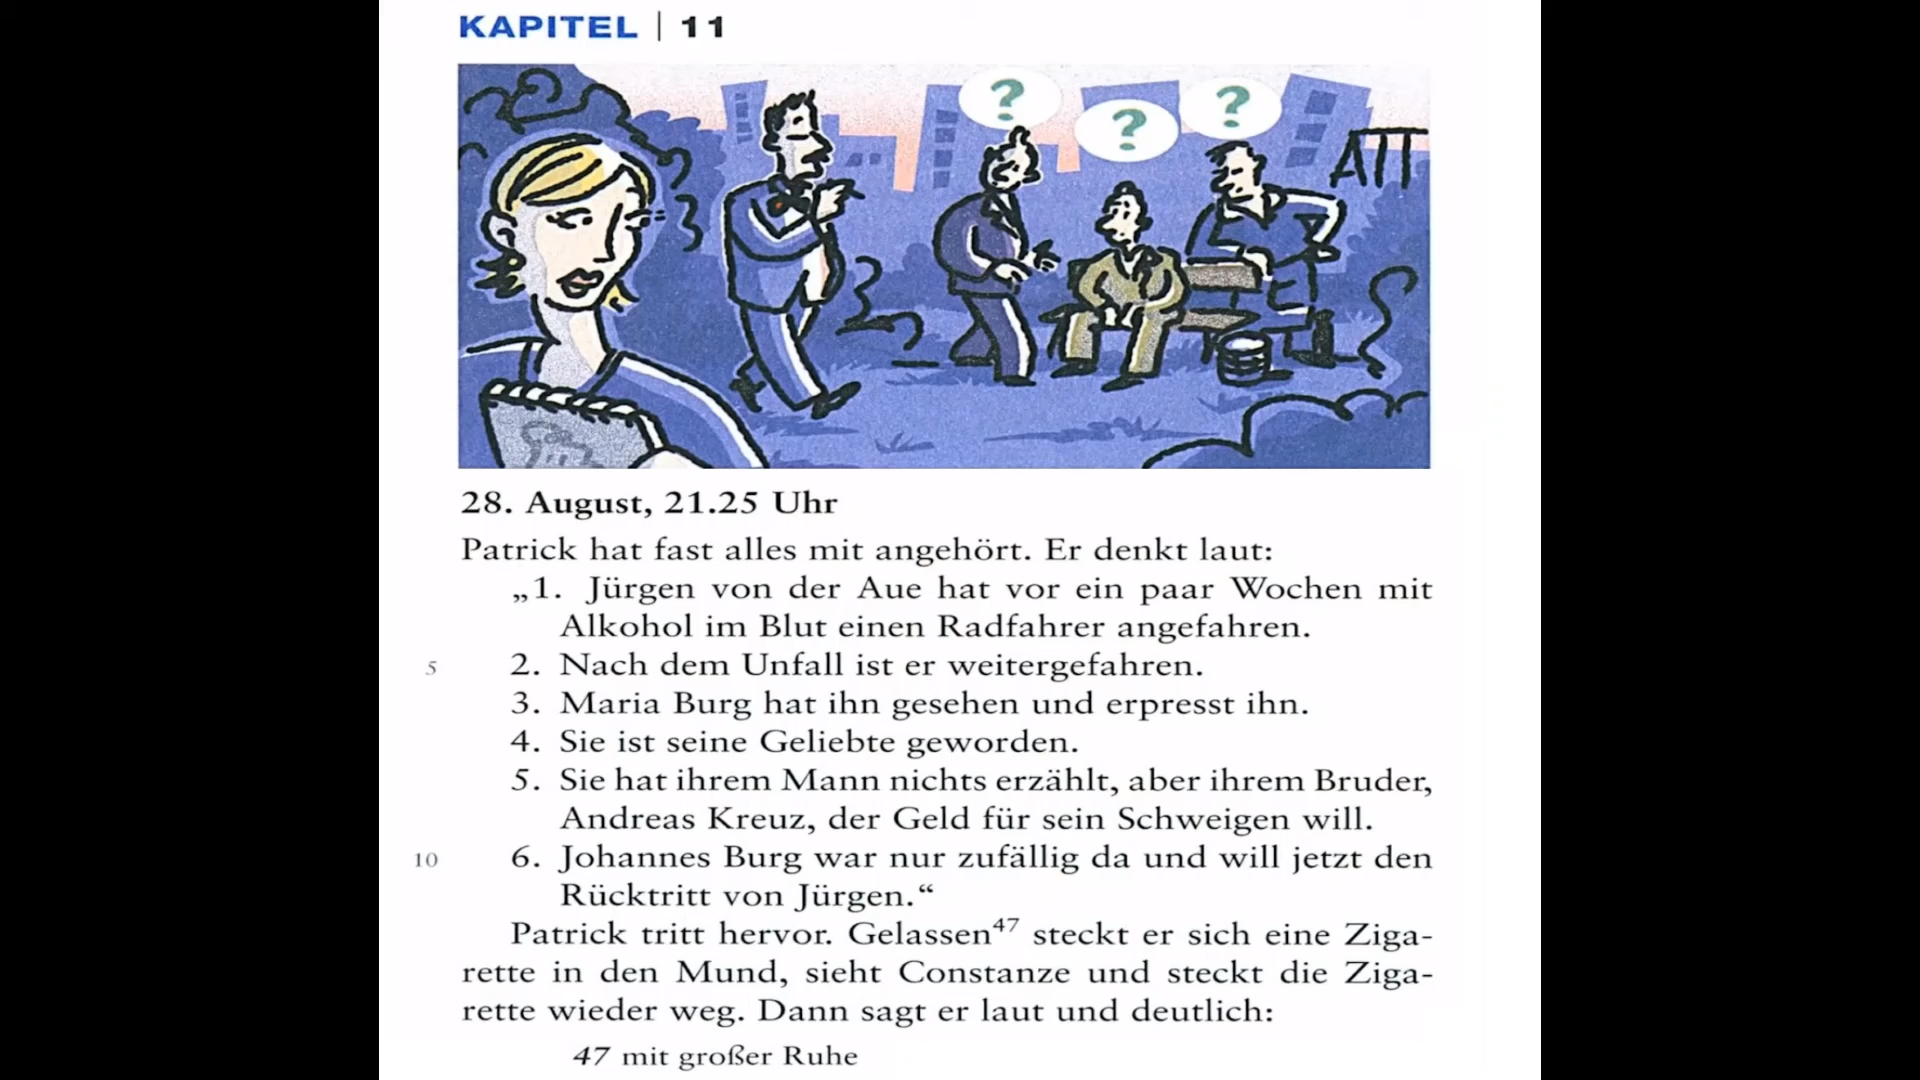 KAPITEL | 11
?
?
?
28. August, 21.25 Uhr
Patrick hat fast alles mit angehört. Er denkt laut:
„1. Jürgen von der Aue hat vor ein paar Wochen mit
Alkohol im Blut einen Radfahrer angefahren.
5 2. Nach dem Unfall ist er weitergefahren.
3. Maria Burg hat ihn gesehen und erpresst ihn.
4. Sie ist seine Geliebte geworden.
5. Sie hat ihrem Mann nichts erzählt, aber ihrem Bruder,
Andreas Kreuz, der Geld für sein Schweigen will.
10 6. Johannes Burg war nur zufällig da und will jetzt den
Rücktritt von Jürgen.“
Patrick tritt hervor. Gelassen47 steckt er sich eine Ziga-
rette in den Mund, sieht Constanze und steckt die Ziga-
rette wieder weg. Dann sagt er laut und deutlich:
47 mit großer Ruhe